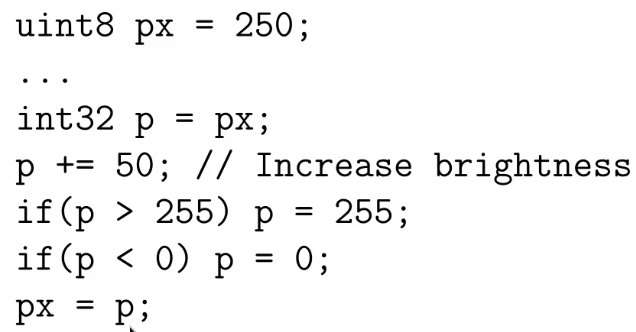 uint8 px = 250;
...
int32 p = px;
p += 50; // Increase brightness
if(p > 255) p = 255;
if(p < 0) p = 0;
px = p;